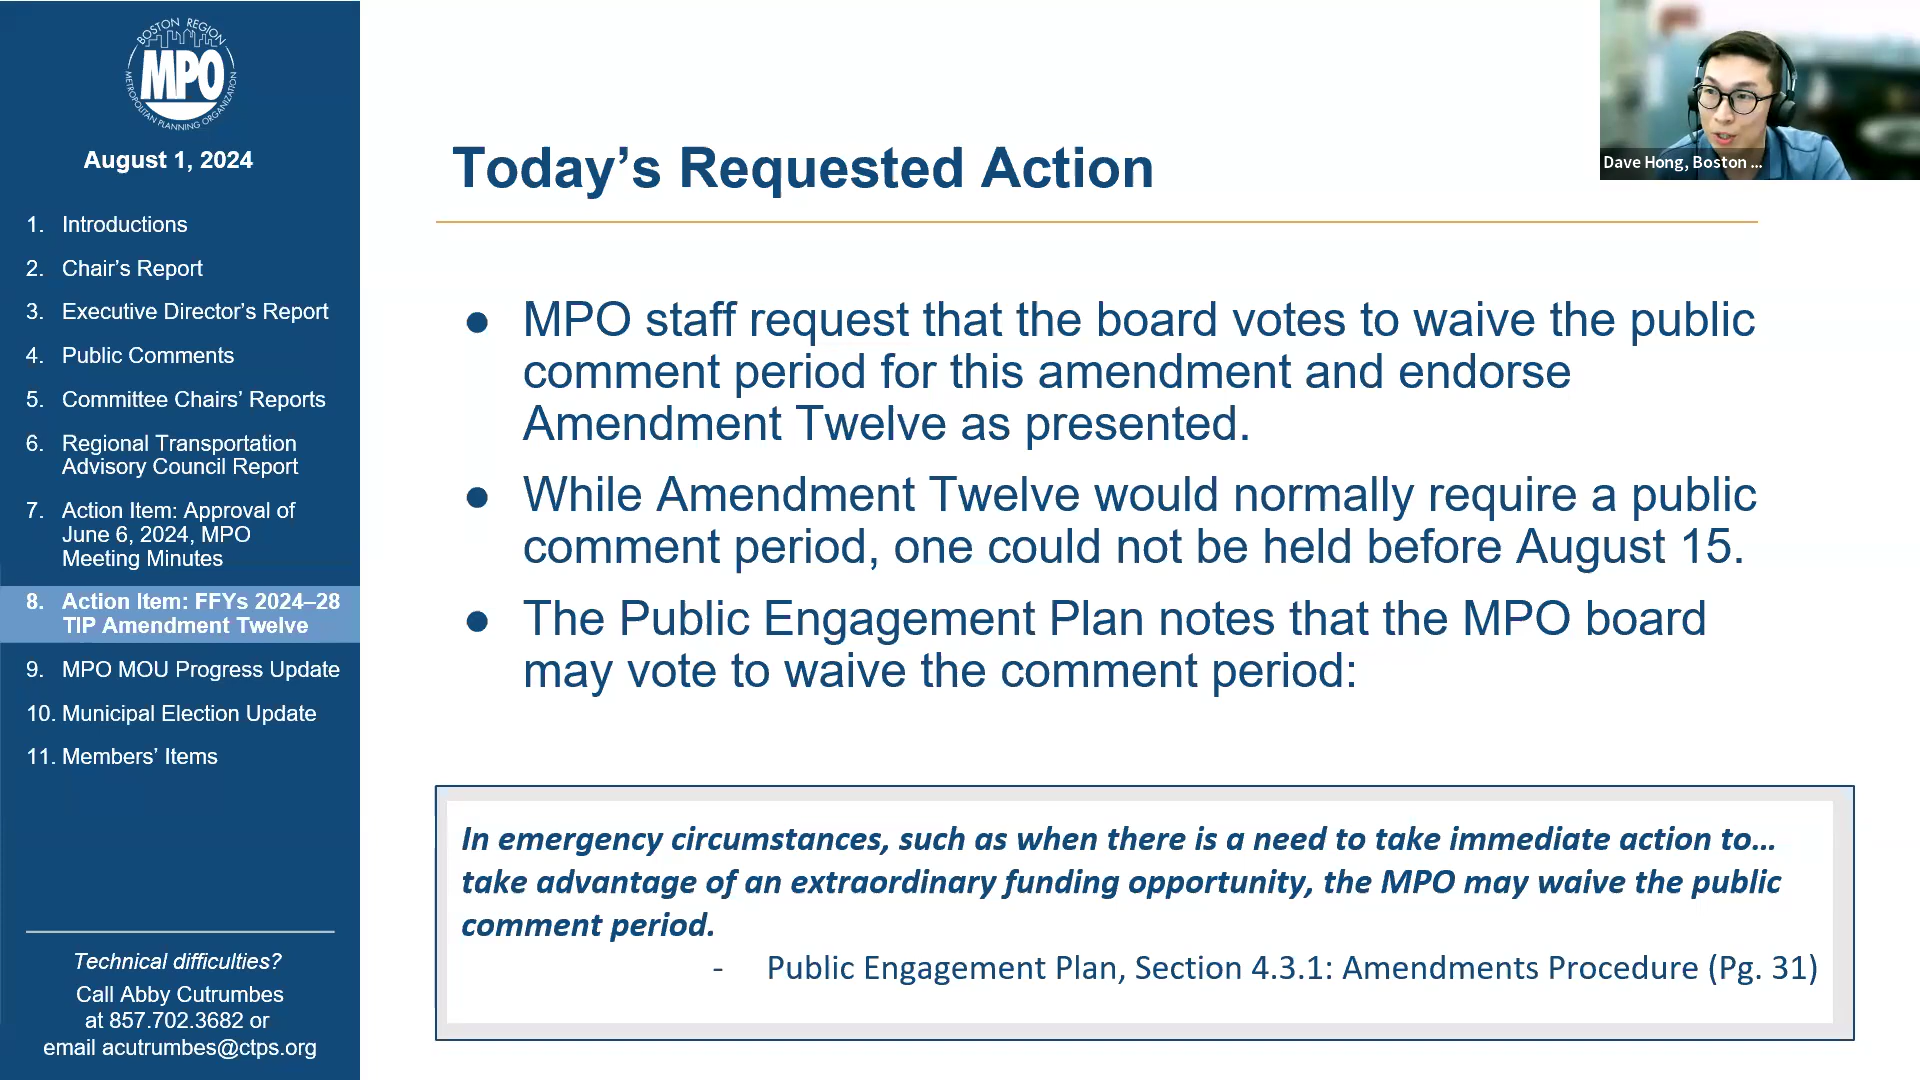 BOSTON REGION
MPO
METROPOLITAN PLANNING ORGANIZATION
August 1, 2024
1. Introductions
2. Chair’s Report
3. Executive Director’s Report
4. Public Comments
5. Committee Chairs’ Reports
6. Regional Transportation
Advisory Council Report
7. Action Item: Approval of
June 6, 2024, MPO
Meeting Minutes
8. Action Item: FFYs 2024–28
TIP Amendment Twelve
9. MPO MOU Progress Update
10. Municipal Election Update
11. Members’ Items
Technical difficulties?
Call Abby Cutrumbes
at 857.702.3682 or
email acutrumbes@ctps.org
Today’s Requested Action
● MPO staff request that the board votes to waive the public
comment period for this amendment and endorse
Amendment Twelve as presented.
● While Amendment Twelve would normally require a public
comment period, one could not be held before August 15.
● The Public Engagement Plan notes that the MPO board
may vote to waive the comment period:
In emergency circumstances, such as when there is a need to take immediate action to…
take advantage of an extraordinary funding opportunity, the MPO may waive the public
comment period.
- Public Engagement Plan, Section 4.3.1: Amendments Procedure (Pg. 31)
Dave Hong, Boston ...